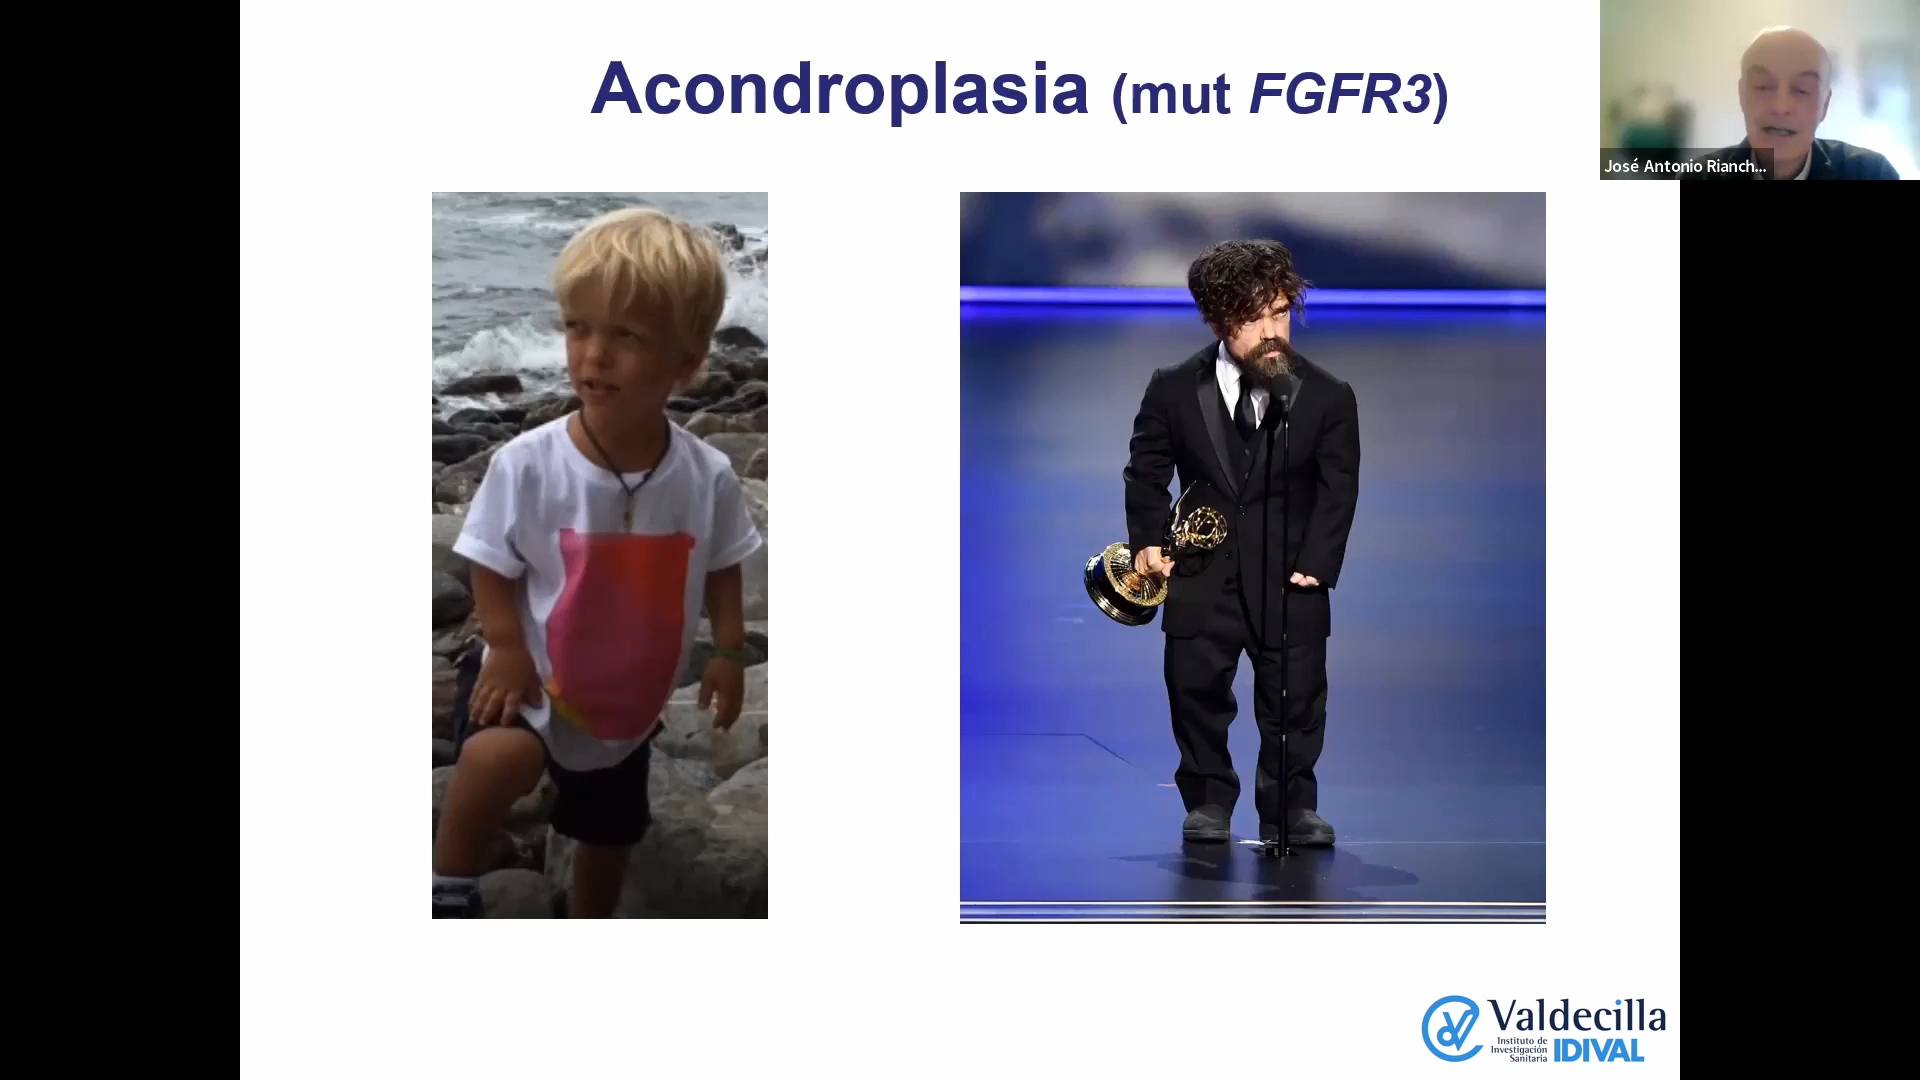 Acondroplasia (mut FGFR3)
José Antonio Rianch...
Valdecilla
Instituto de
Investigación
Sanitaria
IDIVAL